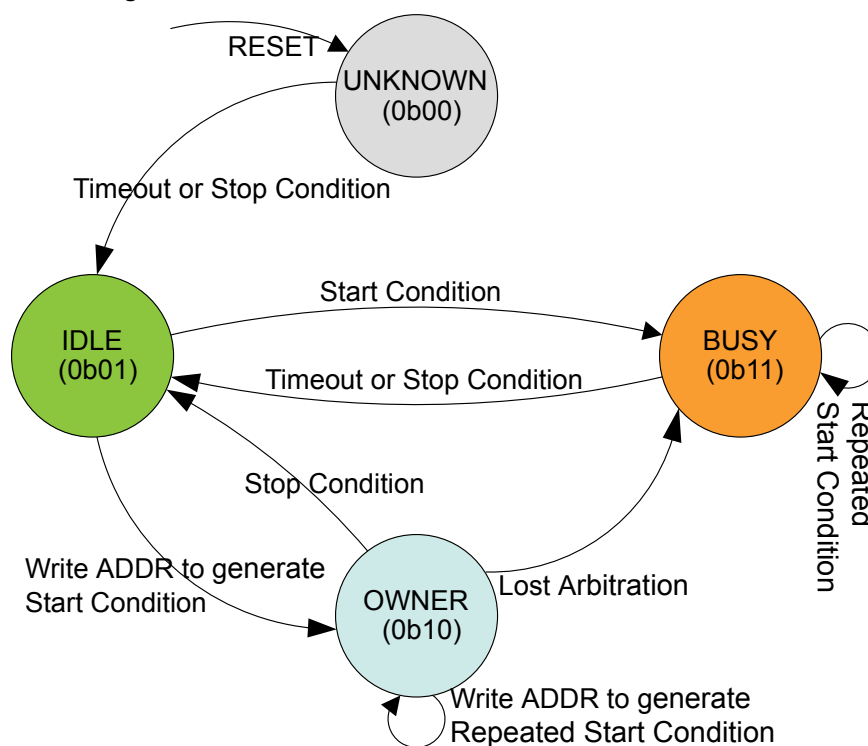 RESET
UNKNOWN
(0b00)
Timeout or Stop Condition
Start Condition
IDLE
(0b01)
BUSY
(0b11)
Timeout or Stop Condition
Repeated
Start Condition
Stop Condition
Write ADDR to generate
Start Condition
Lost Arbitration
OWNER
(0b10)
Write ADDR to generate
Repeated Start Condition